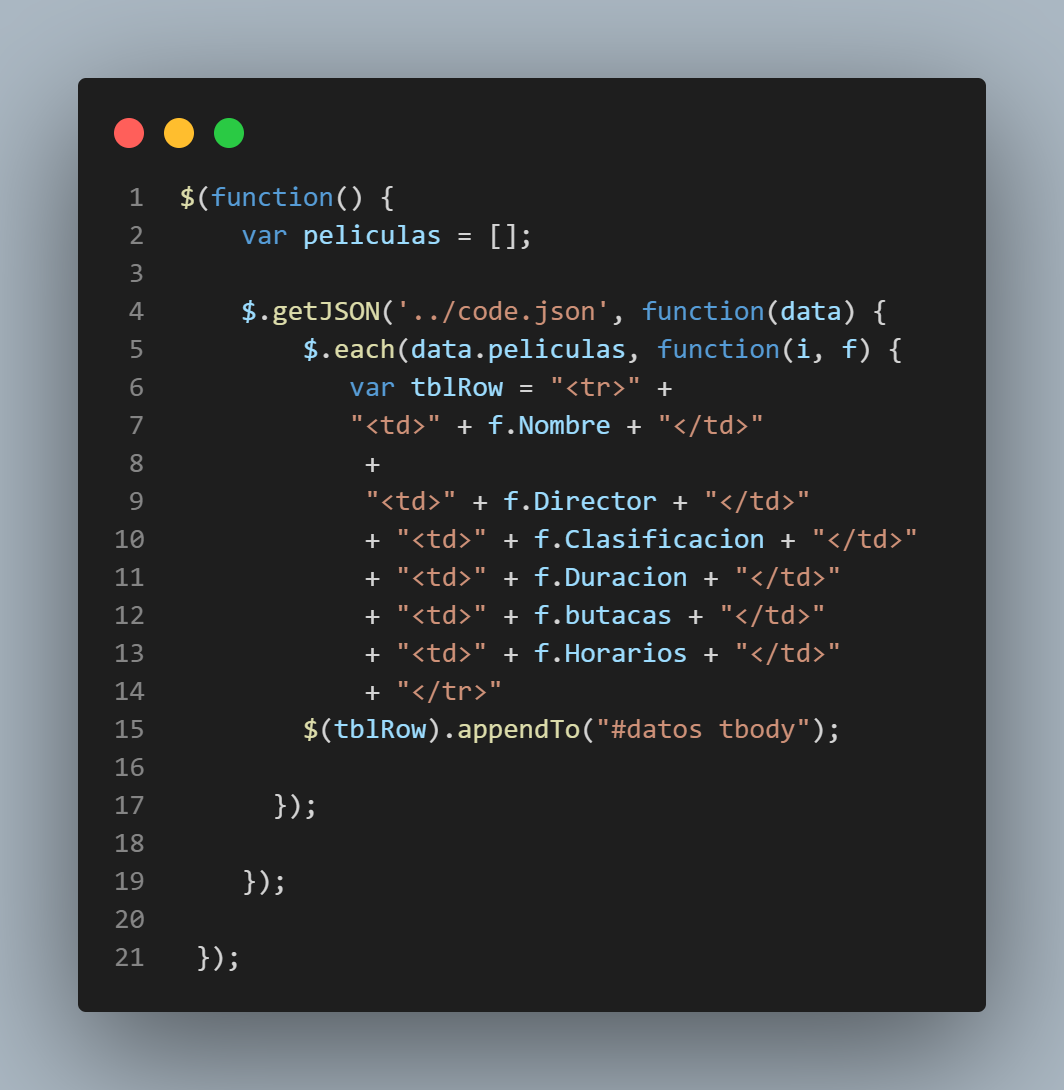 1 $(function() {
2     var peliculas = [];
3
4     $.getJSON('../code.json', function(data) {
5         $.each(data.peliculas, function(i, f) {
6            var tblRow = "<tr>" +
7            "<td>" + f.Nombre + "</td>"
8             +
9             "<td>" + f.Director + "</td>"
10             + "<td>" + f.Clasificacion + "</td>"
11             + "<td>" + f.Duracion + "</td>"
12             + "<td>" + f.butacas + "</td>"
13             + "<td>" + f.Horarios + "</td>"
14             + "</tr>"
15         $(tblRow).appendTo("#datos tbody");
16
17       });
18
19     });
20
21  });